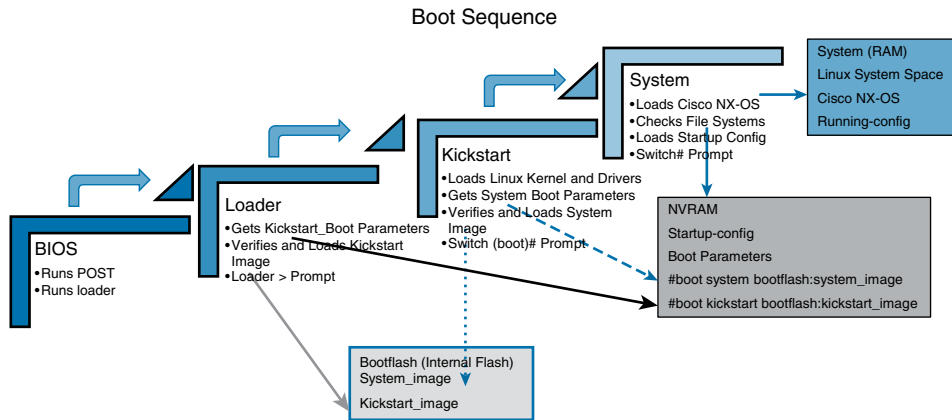 Boot Sequence
BIOS
•Runs POST
•Runs loader
Loader
•Gets Kickstart_Boot Parameters
•Verifies and Loads Kickstart
Image
•Loader > Prompt
Kickstart
•Loads Linux Kernel and Drivers
•Gets System Boot Parameters
•Verifies and Loads System
Image
•Switch (boot)# Prompt
System
•Loads Cisco NX-OS
•Checks File Systems
•Loads Startup Config
•Switch# Prompt
System (RAM)
Linux System Space
Cisco NX-OS
Running-config
NVRAM
Startup-config
Boot Parameters
#boot system bootflash:system_image
#boot kickstart bootflash:kickstart_image
Bootflash (Internal Flash)
System_image
Kickstart_image